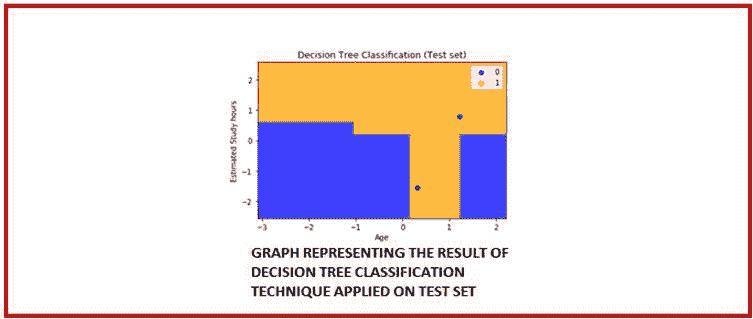 Decision Tree Classification (Test set)
0
1
Estimated Study hours
2
1
0
−1
−2
−3
−2
−1
0
1
2
Age
GRAPH REPRESENTING THE RESULT OF
DECISION TREE CLASSIFICATION
TECHNIQUE APPLIED ON TEST SET